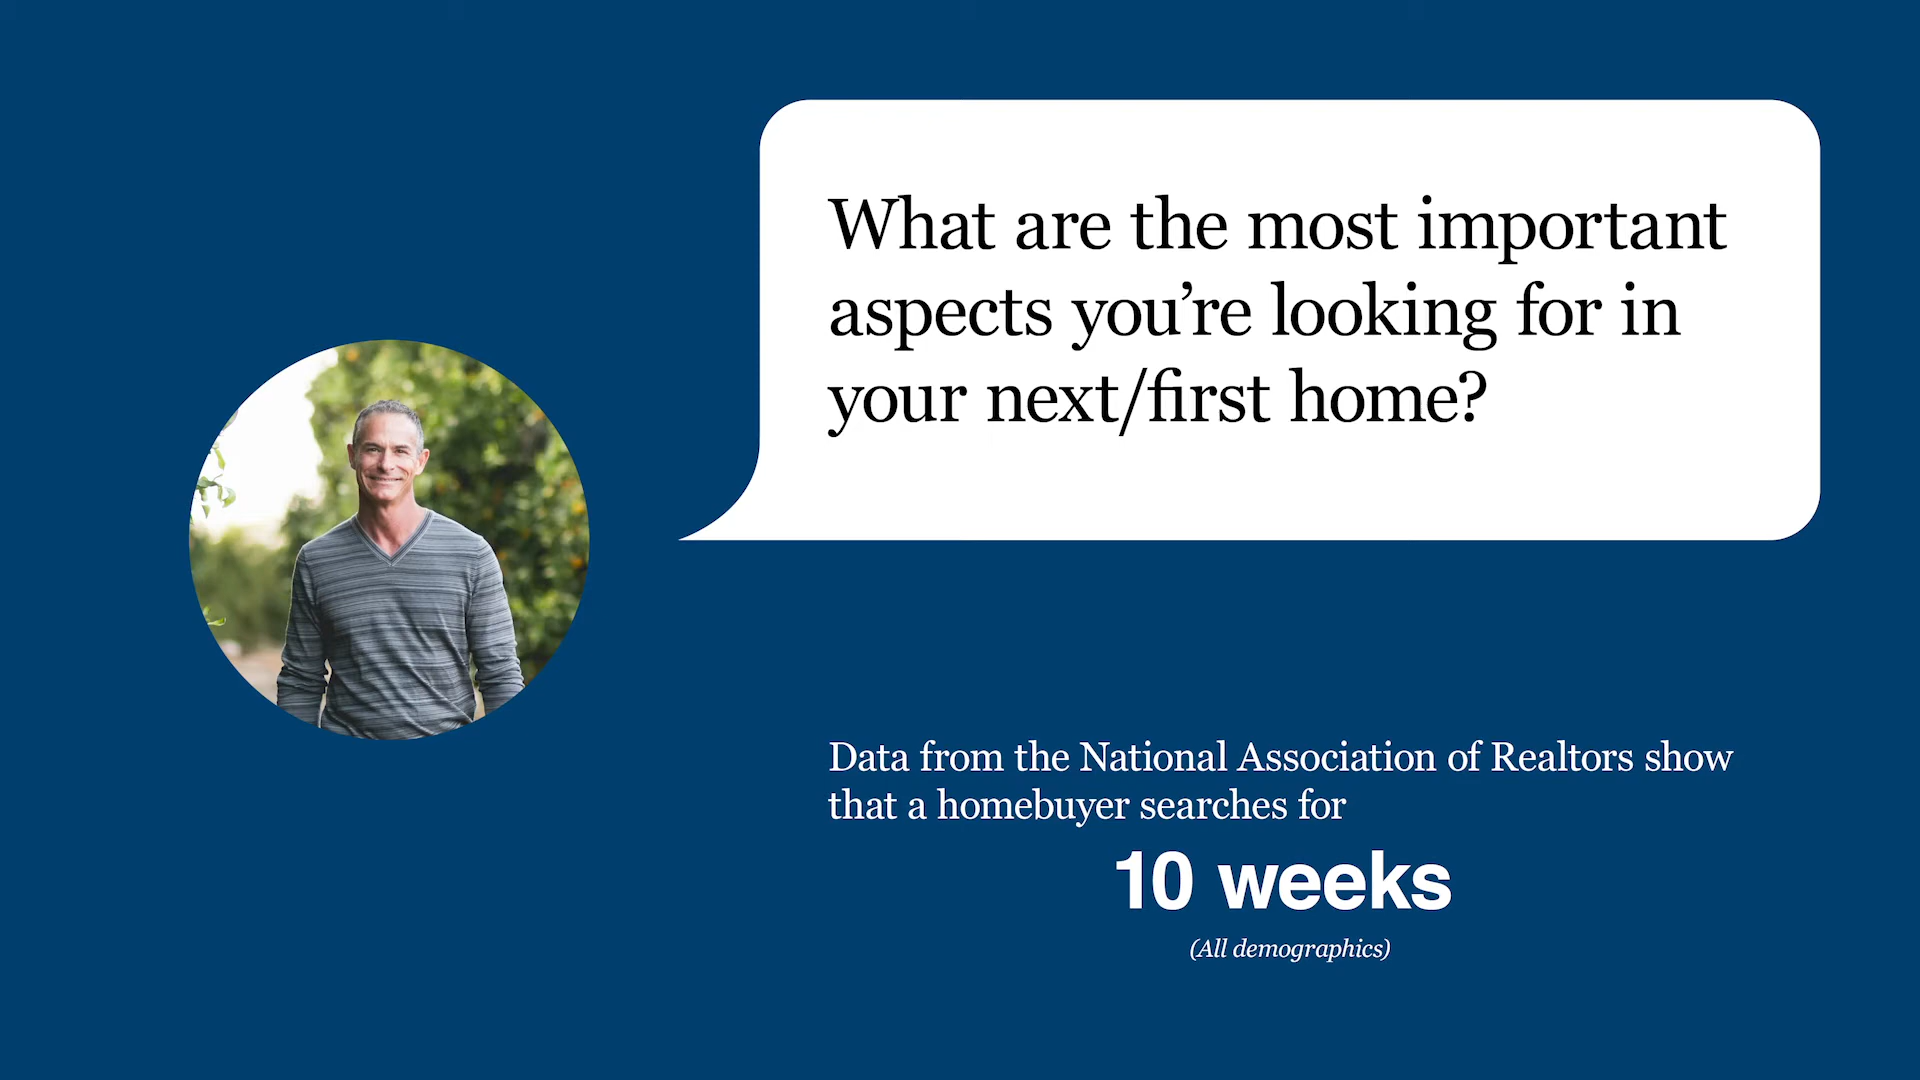 What are the most important
aspects you’re looking for in
your next/first home?
Data from the National Association of Realtors show
that a homebuyer searches for
10 weeks
(All demographics)